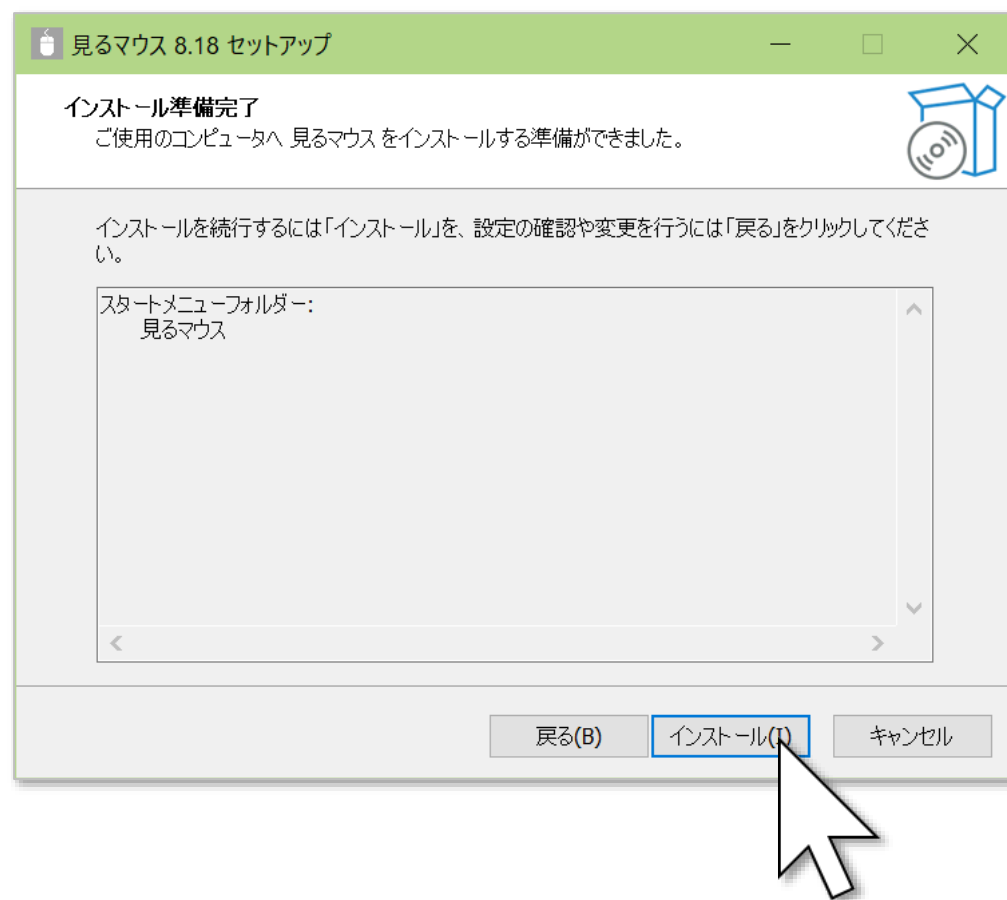 見るマウス 8.18 セットアップ
インストール準備完了
ご使用のコンピュータへ 見るマウス をインストールする準備ができました。
インストールを続行するには「インストール」を、設定の確認や変更を行うには「戻る」をクリックしてくださ
い。
スタートメニューフォルダー:
見るマウス
戻る(B) インストール(I) キャンセル